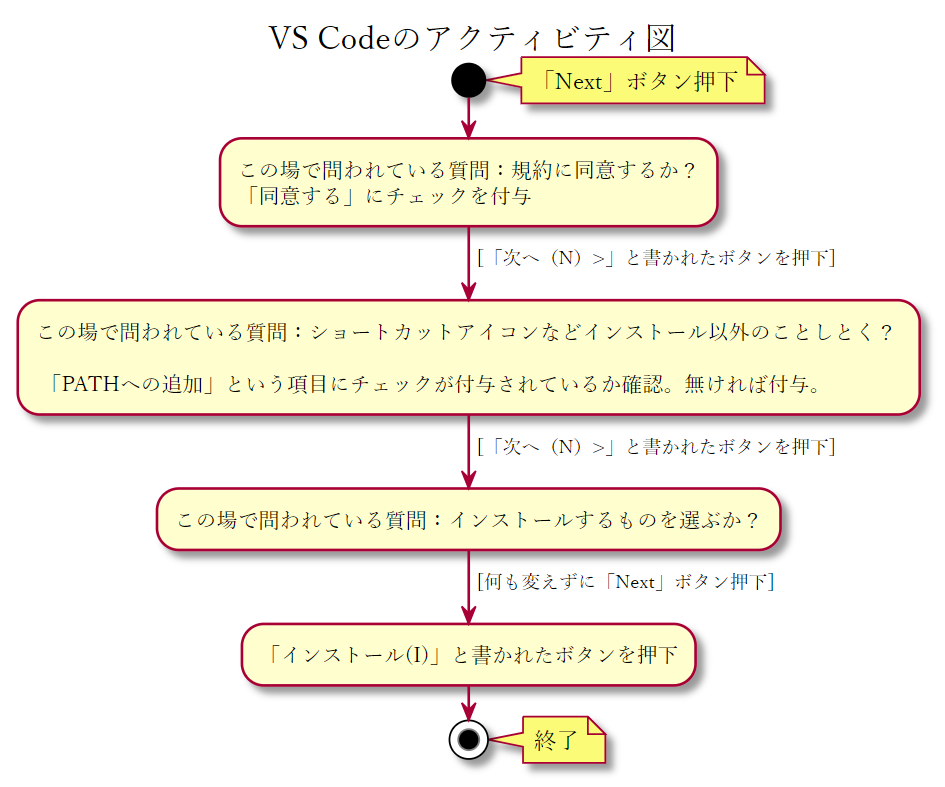 VS Codeのアクティビティ図
「Next」ボタン押下
この場で問われている質問：規約に同意するか？
「同意する」にチェックを付与
[「次へ（N）>」と書かれたボタンを押下]
この場で問われている質問：ショートカットアイコンなどインストール以外のことしとく？
「PATHへの追加」という項目にチェックが付与されているか確認。無ければ付与。
[「次へ（N）>」と書かれたボタンを押下]
この場で問われている質問：インストールするものを選ぶか？
[何も変えずに「Next」ボタン押下]
「インストール(I)」と書かれたボタンを押下
終了